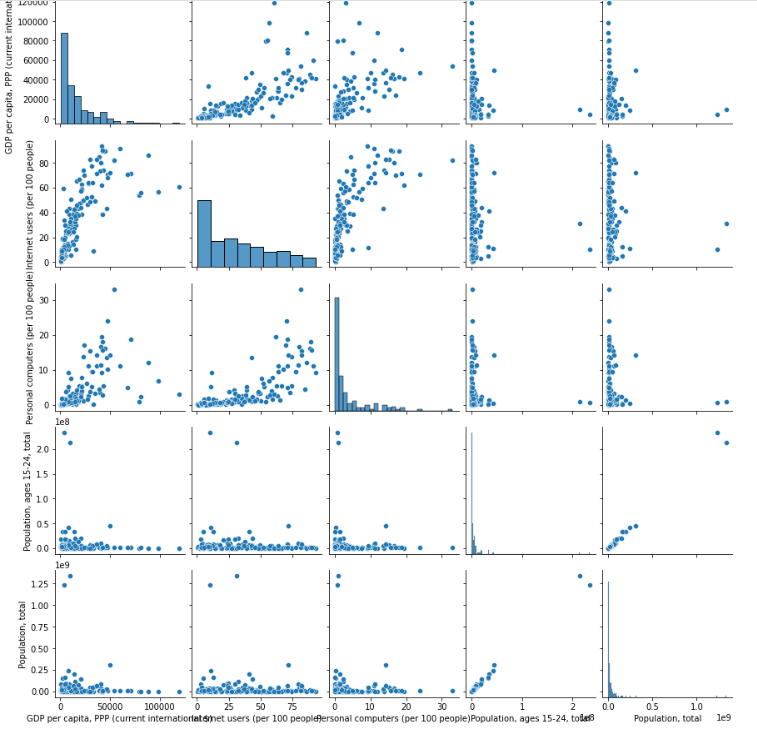 120000
100000
80000
60000
40000
20000
0
GDP per capita, PPP (current internat
80
60
40
20
0
Internet users (per 100 people)
30
20
10
0
Personal computers (per 100 people)
1e8
2.0
1.5
1.0
0.5
0.0
Population, ages 15-24, total
1e9
1.25
1.00
0.75
0.50
0.25
0.00
Population, total
0 50000 100000
0 25 50 75
0 10 20 30
0 1 2
0.0 0.5 1.0
GDP per capita, PPP (current international $)
Internet users (per 100 people)
Personal computers (per 100 people)
Population, ages 15-24, total
1e8
Population, total
1e9